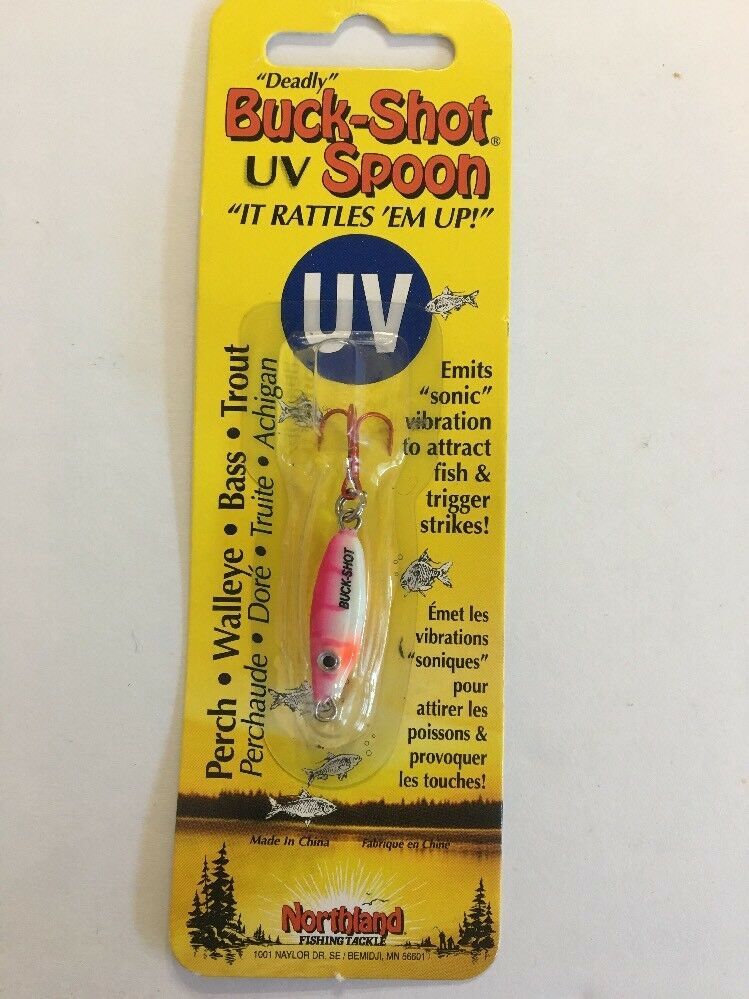 "Deadly"
Buck-Shot®
UV Spoon
"IT RATTLES 'EM UP!"
UV
Perch • Walleye • Bass • Trout
Perchaude • Doré • Truite • Achigan
Emits
"sonic"
vibration
to attract
fish &
trigger
strikes!
BUCK-SHOT
Émet les
vibrations
"soniques"
pour
attirer les
poissons &
provoquer
les touches!
Made In China
Fabrique en Chine
Northland
FISHING TACKLE
1001 NAYLOR DR. SE / BEMIDJI, MN 56601